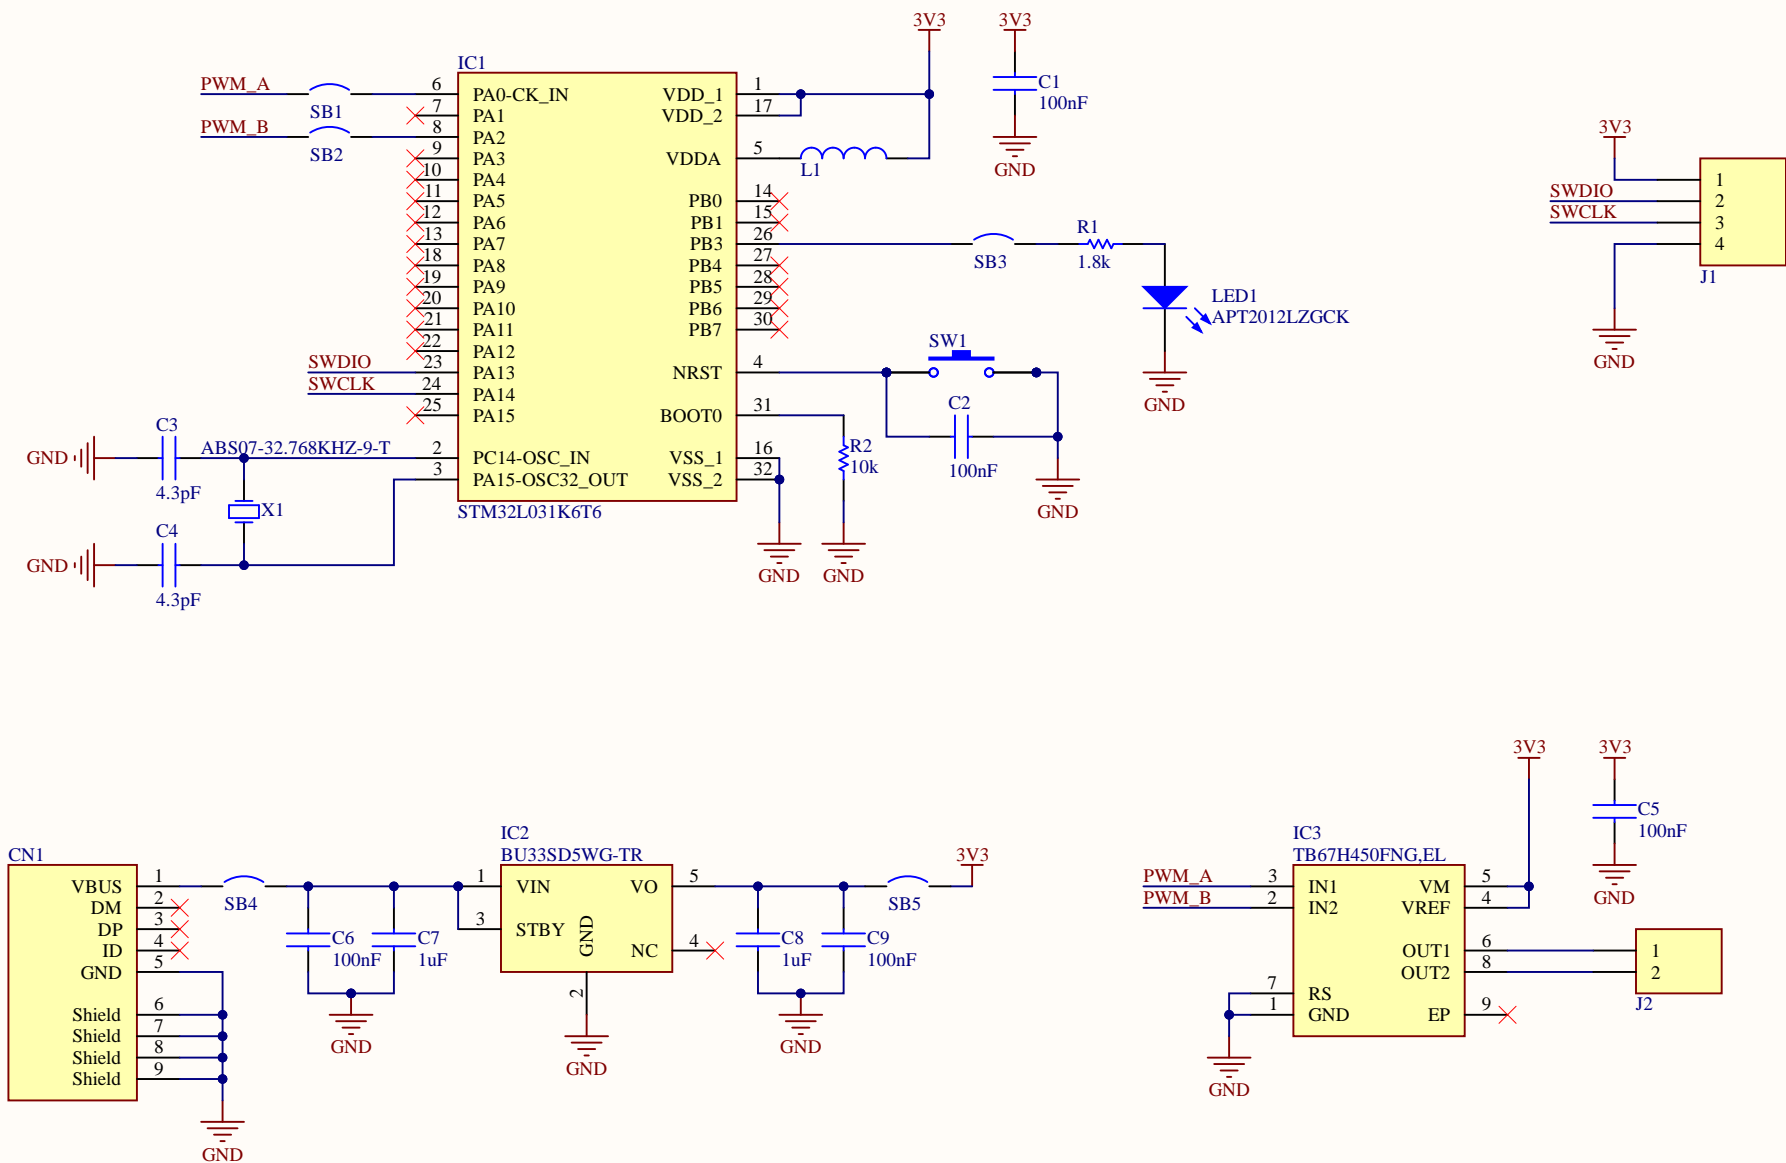 3V3
3V3
IC1
PWM_A
SB1
6
PA0-CK_IN
VDD_1
1
C1
100nF
7
PA1
VDD_2
17
PWM_B
SB2
8
PA2
3V3
9
PA3
VDDA
5
L1
GND
10
PA4
11
PA5
PB0
14
12
PA6
PB1
15
13
PA7
PB3
26
SB3
R1
1.8k
18
PA8
PB4
27
19
PA9
PB5
28
20
PA10
PB6
29
21
PA11
PB7
30
22
PA12
LED1
APT2012LZGCK
GND
SWDIO
23
PA13
NRST
4
SW1
SWCLK
24
PA14
C2
100nF
GND
25
PA15
BOOT0
31
R2
10k
C3
4.3pF
GND
ABS07-32.768KHZ-9-T
2
PC14-OSC_IN
VSS_1
16
3
PA15-OSC32_OUT
VSS_2
32
X1
STM32L031K6T6
C4
4.3pF
GND
GND
GND
SWDIO
SWCLK
1
2
3
4
J1
GND
CN1
VBUS
1
DM
2
DP
3
ID
4
GND
5
Shield
6
Shield
7
Shield
8
Shield
9
GND
SB4
C6
100nF
C7
1uF
GND
IC2
BU33SD5WG-TR
1
VIN
VO
5
3
STBY
GND
NC
4
2
GND
C8
1uF
C9
100nF
GND
SB5
3V3
3V3
3V3
C5
100nF
GND
IC3
TB67H450FNG,EL
PWM_A
3
IN1
VM
5
PWM_B
2
IN2
VREF
4
OUT1
6
OUT2
8
7
RS
1
GND
EP
9
GND
1
2
J2